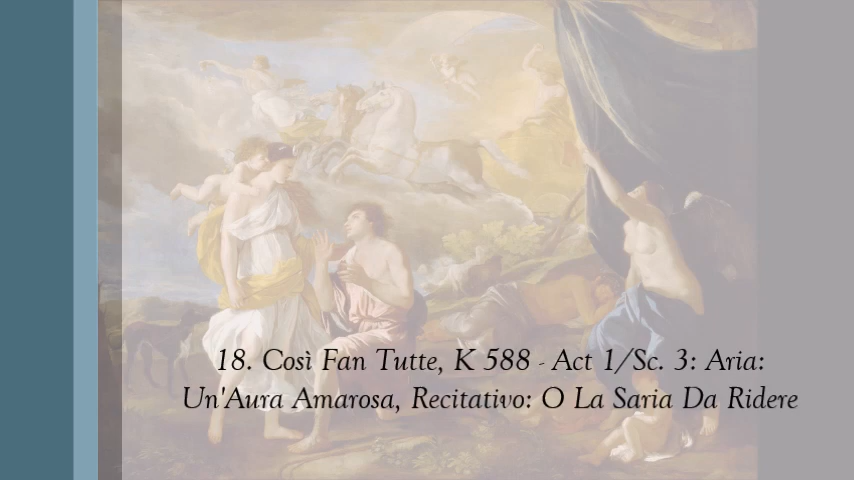 18. Così Fan Tutte, K 588 - Act 1/Sc. 3: Aria:
Un'Aura Amarosa, Recitativo: O La Saria Da Ridere